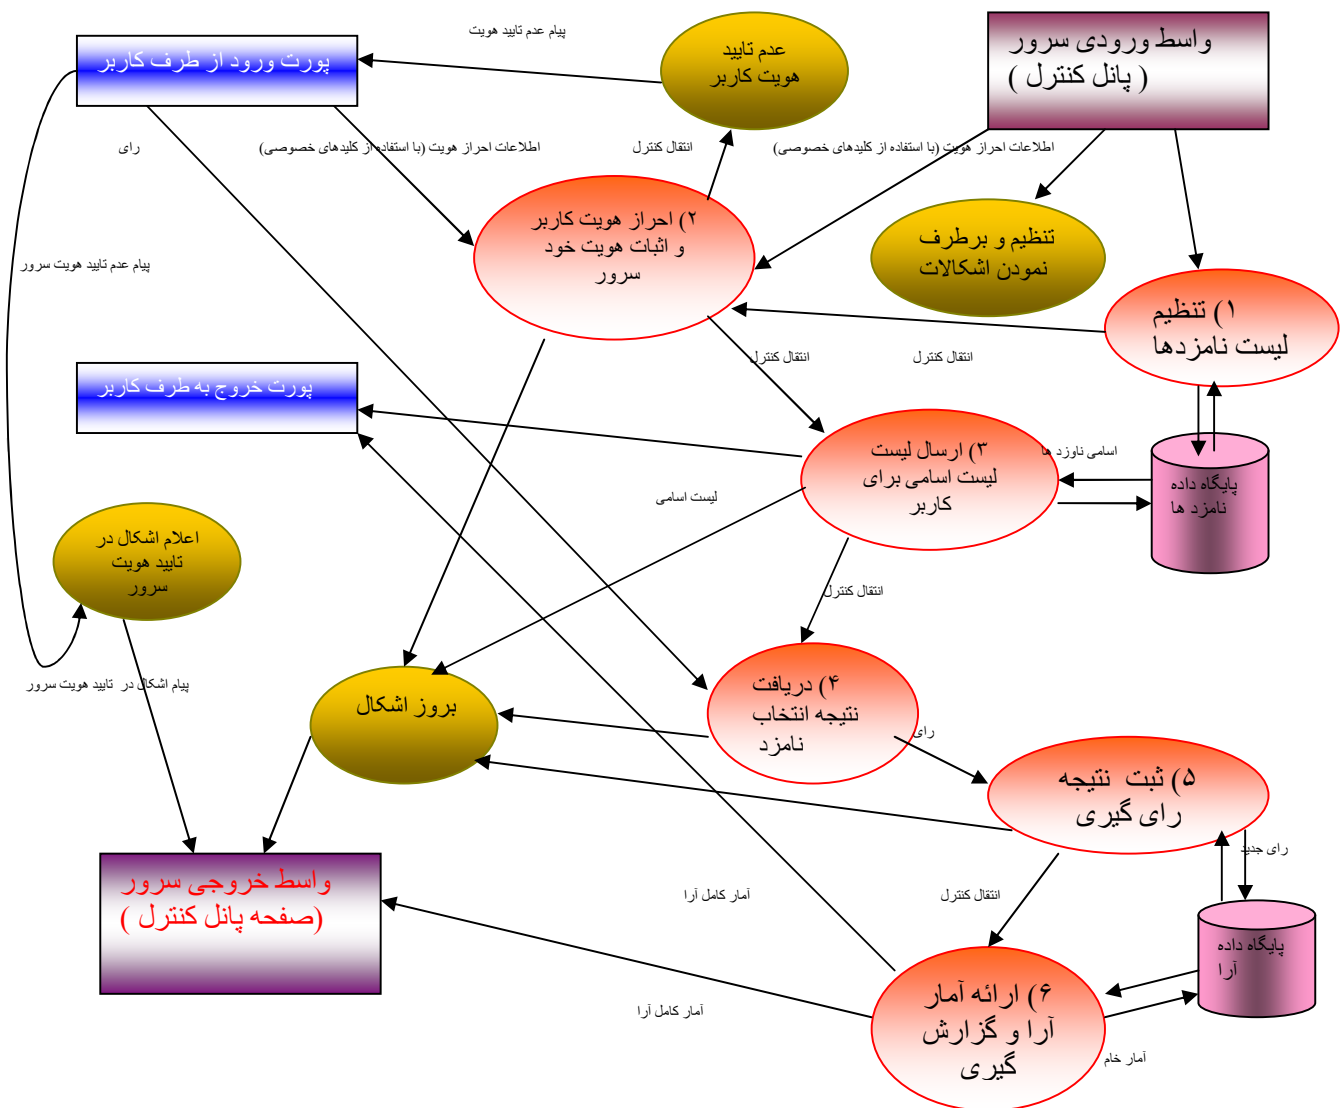 پیام عدم تایید هویت
عدم تایید
هویت کاربر
واسط ورودی سرور
( پانل کنترل )
پورت ورود از طرف کاربر
رای
اطلاعات احراز هویت (با استفاده از کلیدهای خصوصی)
انتقال کنترل
اطلاعات احراز هویت (با استفاده از کلیدهای خصوصی)
۲) احراز هویت کاربر
و اثبات هویت خود
سرور
تنظیم و برطرف
نمودن اشکالات
پیام عدم تایید هویت سرور
۱) تنظیم
لیست نامزدها
انتقال کنترل
انتقال کنترل
پورت خروج به طرف کاربر
۳) ارسال لیست
لیست اسامی برای
کاربر
اسامی ناوزد ها
پایگاه داده
نامزد ها
لیست اسامی
اعلام اشکال در
تایید هویت
سرور
انتقال کنترل
پیام اشکال در تایید هویت سرور
بروز اشکال
۴) دریافت
نتیجه انتخاب
نامزد
رای
۵) ثبت نتیجه
رای گیری
رای جدید
واسط خروجی سرور
(صفحه پانل کنترل )
آمار کامل آرا
انتقال کنترل
پایگاه داده
آرا
۶) ارائه آمار
آرا و گزارش
گیری
آمار کامل آرا
آمار خام